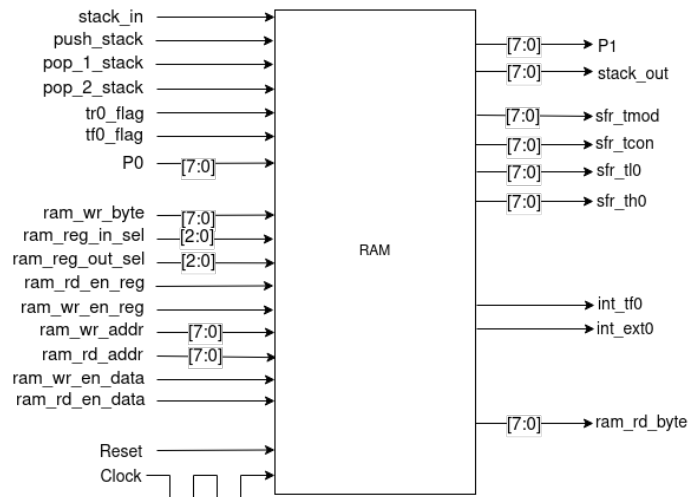 stack_in
push_stack
pop_1_stack
pop_2_stack
tr0_flag
tf0_flag
P0 [7:0]
ram_wr_byte [7:0]
ram_reg_in_sel [2:0]
ram_reg_out_sel [2:0]
ram_rd_en_reg
ram_wr_en_reg
ram_wr_addr [7:0]
ram_rd_addr [7:0]
ram_wr_en_data
ram_rd_en_data
Reset
Clock
RAM
[7:0] P1
[7:0] stack_out
[7:0] sfr_tmod
[7:0] sfr_tcon
[7:0] sfr_tl0
[7:0] sfr_th0
int_tf0
int_ext0
[7:0] ram_rd_byte